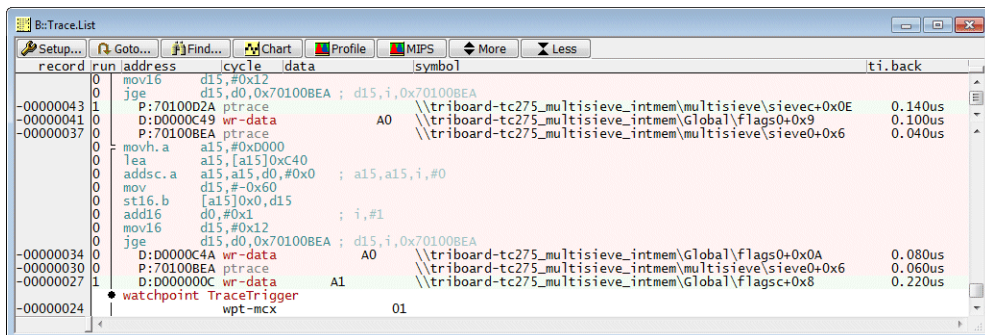 B::Trace.List
Setup... Goto... Find... Chart Profile MIPS More Less
record run address cycle data symbol ti.back
0 mov16 d15,#0x12
0 jge d15,d0,0x70100BEA ; d15,i,0x70100BEA
-00000043 1 P:70100D2A ptrace \\triboard-tc275_multisieve_intmem\multisieve\sievec+0x0E 0.140us
-00000041 0 D:D0000C49 wr-data A0 \\triboard-tc275_multisieve_intmem\Global\flags0+0x9 0.100us
-00000037 0 P:70100BEA ptrace \\triboard-tc275_multisieve_intmem\multisieve\sieve0+0x6 0.040us
0 movh.a a15,#0xD000
0 lea a15,[a15]0xC40
0 addsc.a a15,a15,d0,#0x0 ; a15,a15,i,#0
0 mov d15,#-0x60
0 st16.b [a15]0x0,d15
0 add16 d0,#0x1 ; i,#1
0 mov16 d15,#0x12
0 jge d15,d0,0x70100BEA ; d15,i,0x70100BEA
-00000034 0 D:D0000C4A wr-data A0 \\triboard-tc275_multisieve_intmem\Global\flags0+0x0A 0.080us
-00000030 0 P:70100BEA ptrace \\triboard-tc275_multisieve_intmem\multisieve\sieve0+0x6 0.060us
-00000027 1 D:D000000C wr-data A1 \\triboard-tc275_multisieve_intmem\Global\flagsc+0x8 0.220us
watchpoint TraceTrigger
-00000024 wpt-mcx 01